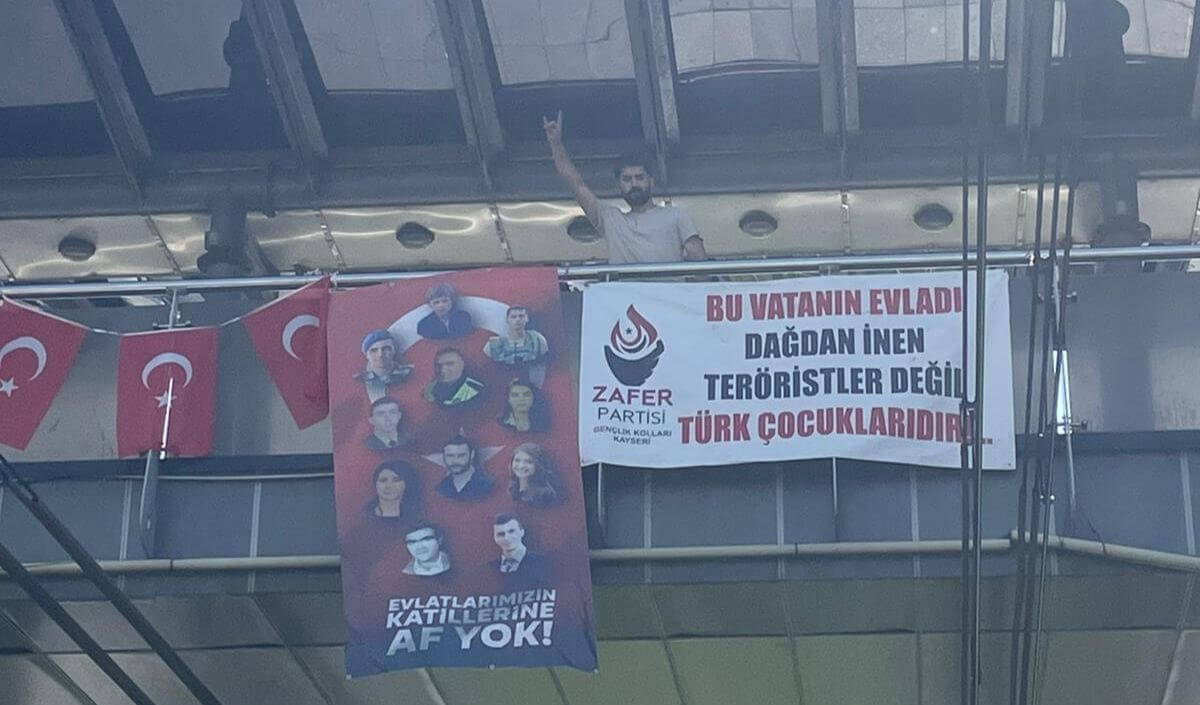 EVLATLARIMIZIN
KATİLLERİNE
AF YOK!
ZAFER
PARTİSİ
GENÇLİK KOLLARI
KAYSERİ
BU VATANIN EVLADI
DAĞDAN İNEN
TERÖRİSTLER DEĞİL
TÜRK ÇOCUKLARIDIR!...